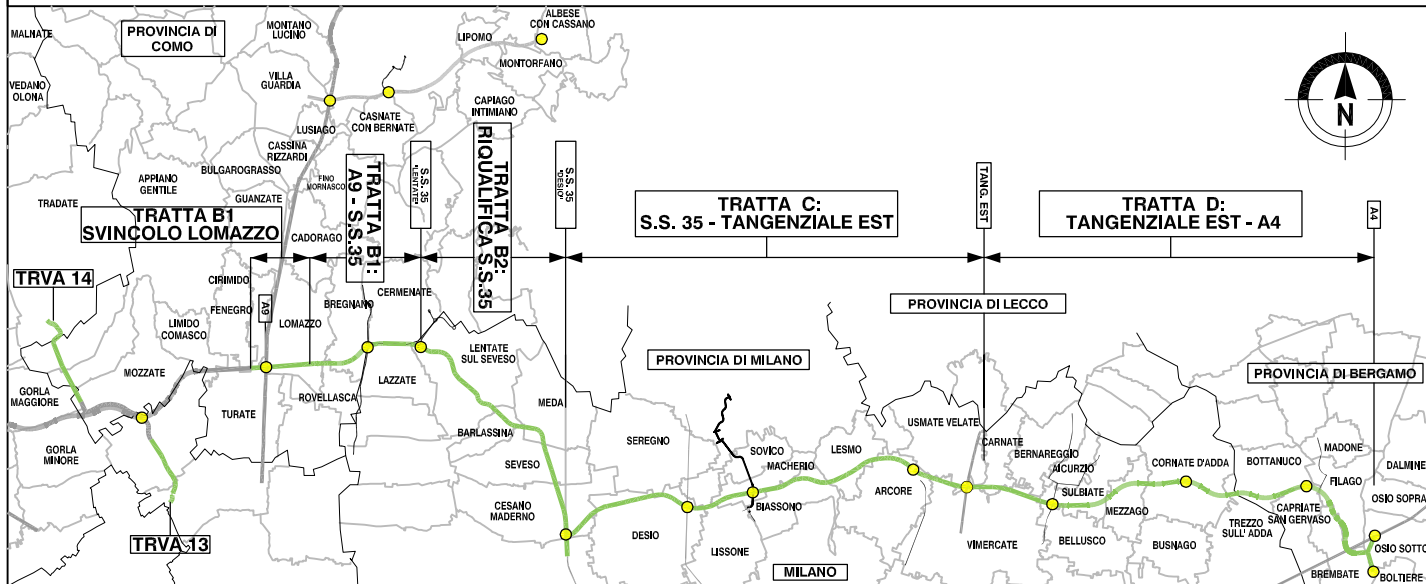 MALNATE
PROVINCIA DI
COMO
MONTANO
LUCINO
LIPOMO
ALBESE
CON CASSANO
MONTORFANO
VEDANO
OLONA
VILLA
GUARDIA
CAPIAGO
INTIMIANO
N
LUSIAGO
CASNATE
CON BERNATE
CASSINA
RIZZARDI
BULGAROGRASSO
APPIANO
GENTILE
FINO
MORNASCO
TRADATE
GUANZATE
TRATTA B1
SVINCOLO LOMAZZO
CADORAGO
TRATTA B1:
A9 - S.S.35
S.S. 35
"LENTATE"
TRATTA B2:
RIQUALIFICA S.S.35
S.S. 35
"DESIO"
TRATTA C:
S.S. 35 - TANGENZIALE EST
TANG. EST
TRATTA D:
TANGENZIALE EST - A4
A4
TRVA 14
CIRIMIDO
FENEGRO
A9
LOMAZZO
BREGNANO
CERMENATE
PROVINCIA DI LECCO
LIMIDO
COMASCO
MOZZATE
LENTATE
SUL SEVESO
PROVINCIA DI MILANO
PROVINCIA DI BERGAMO
GORLA
MAGGIORE
TURATE
ROVELLASCA
LAZZATE
MEDA
BARLASSINA
SEREGNO
SOVICO
MACHERIO
LESMO
USMATE VELATE
CARNATE
BERNAREGGIO
AICURZIO
CORNATE D'ADDA
BOTTANUCO
MADONE
FILAGO
DALMINE
GORLA
MINORE
SEVESO
CESANO
MADERNO
BIASSONO
ARCORE
SULBIATE
MEZZAGO
CAPRIATE
SAN GERVASO
OSIO SOPRA
TREZZO
SULL' ADDA
TRVA 13
DESIO
LISSONE
VIMERCATE
BELLUSCO
BUSNAGO
OSIO SOTTO
MILANO
BREMBATE
BOLTIERE